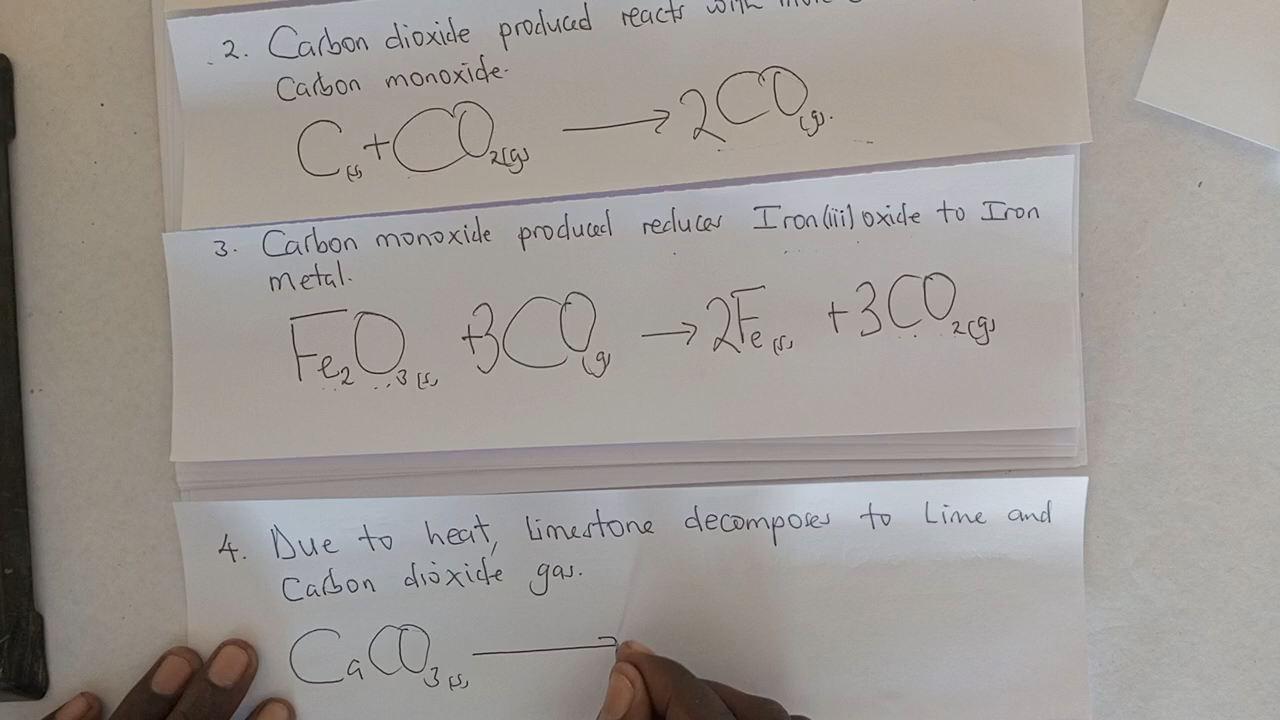 2. Carbon dioxide produced reacts with
Carbon monoxide.
C(s) + CO2(g) → 2CO(g).
3. Carbon monoxide produced reduces Iron(iii) oxide to Iron
metal.
Fe2O3(s) +3CO(g) → 2Fe(s) +3CO2(g)
4. Due to heat, limestone decomposes to Lime and
Carbon dioxide gas.
CaCO3(s) →